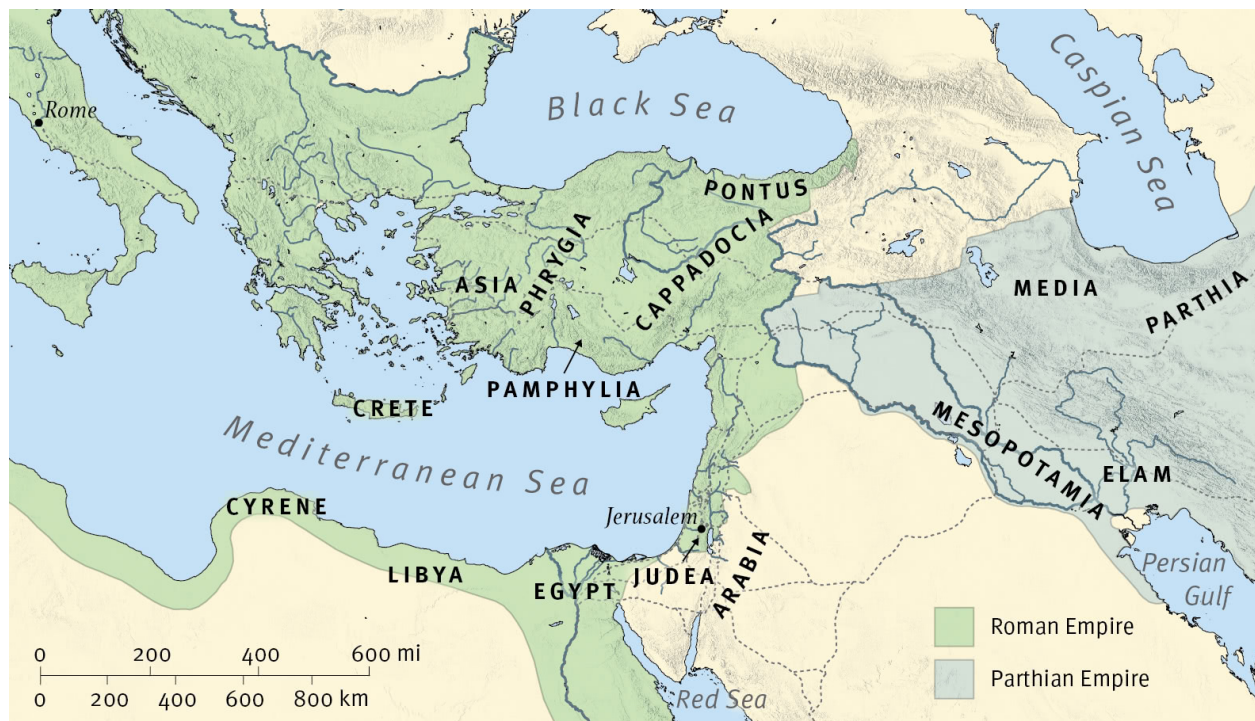 Rome
Black Sea
Caspian Sea
PONTUS
ASIA
PHRYGIA
CAPPADOCIA
MEDIA
PARTHIA
PAMPHYLIA
CRETE
Mediterranean Sea
MESOPOTAMIA
ELAM
CYRENE
Jerusalem
LIBYA
EGYPT
JUDEA
ARABIA
Persian
Gulf
Roman Empire
Parthian Empire
0 200 400 600 mi
0 200 400 600 800 km
Red Sea